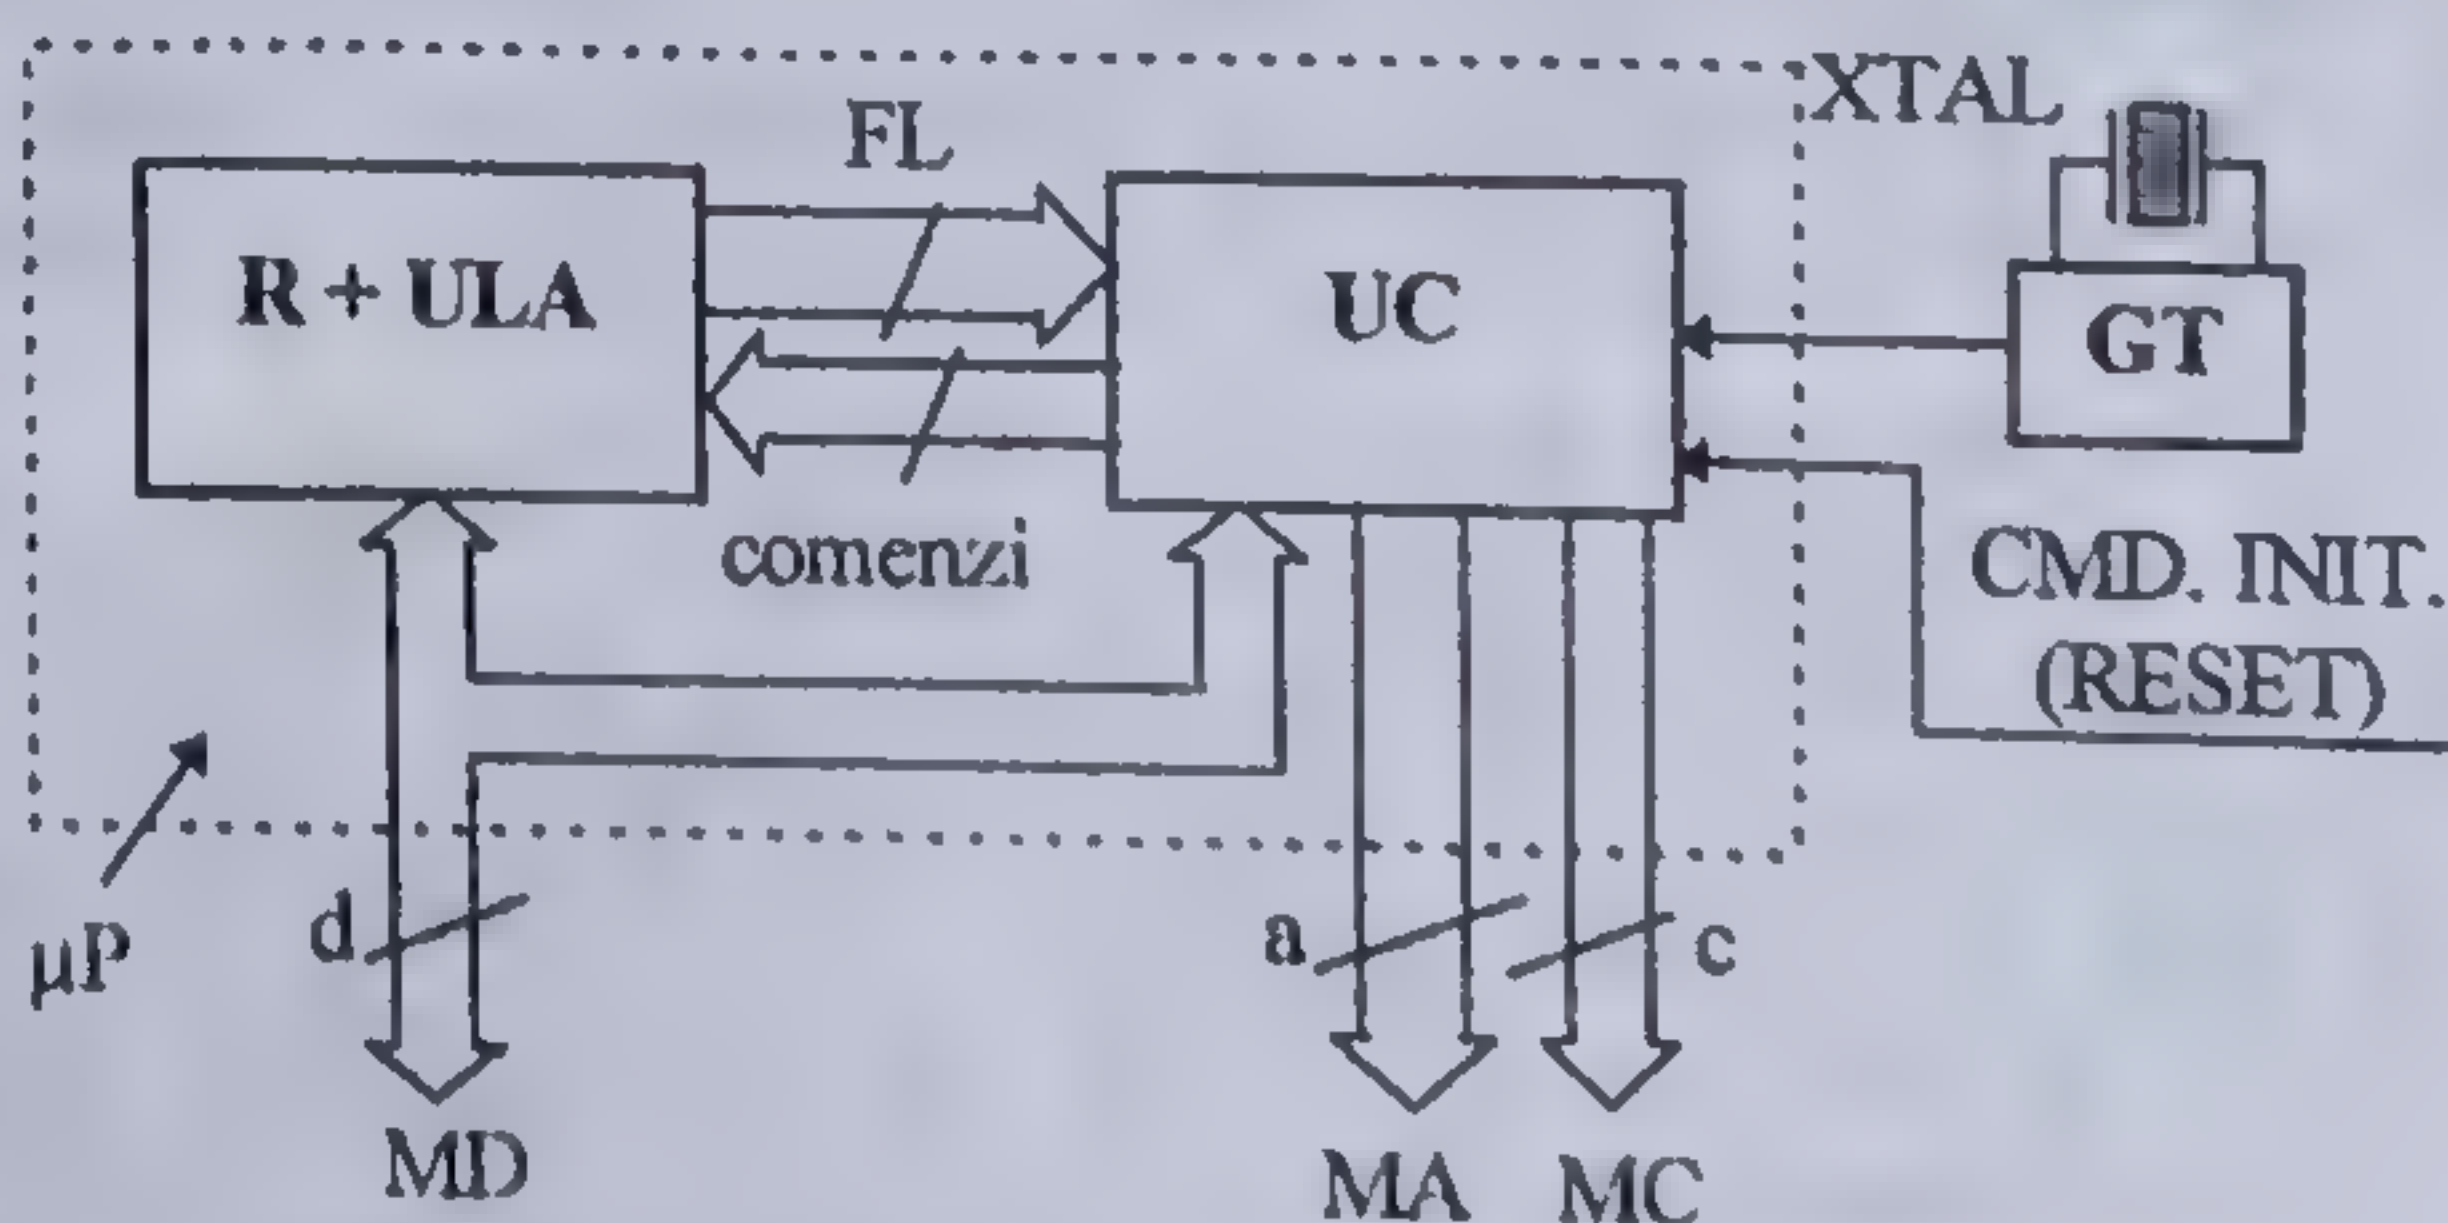 XTAL
FL
R + ULA
UC
GT
comenzi
CMD. INIT.
(RESET)
μP
d
a
c
MD
MA
MC